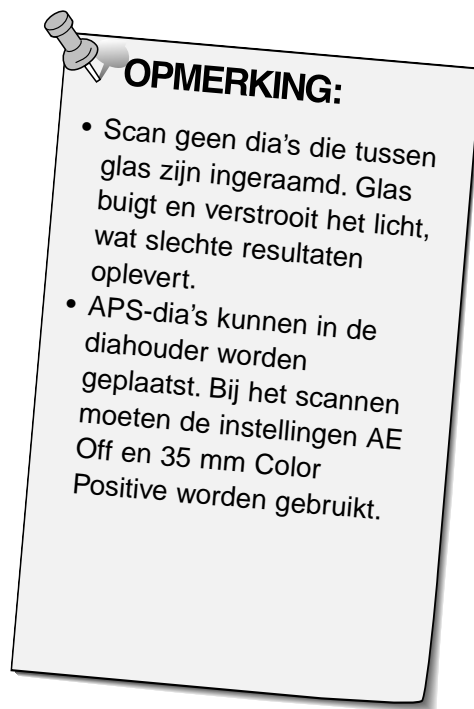 OPMERKING:
• Scan geen dia's die tussen
glas zijn ingeraamd. Glas
buigt en verstrooit het licht,
wat slechte resultaten
oplevert.
• APS-dia's kunnen in de
diahouder worden
geplaatst. Bij het scannen
moeten de instellingen AE
Off en 35 mm Color
Positive worden gebruikt.